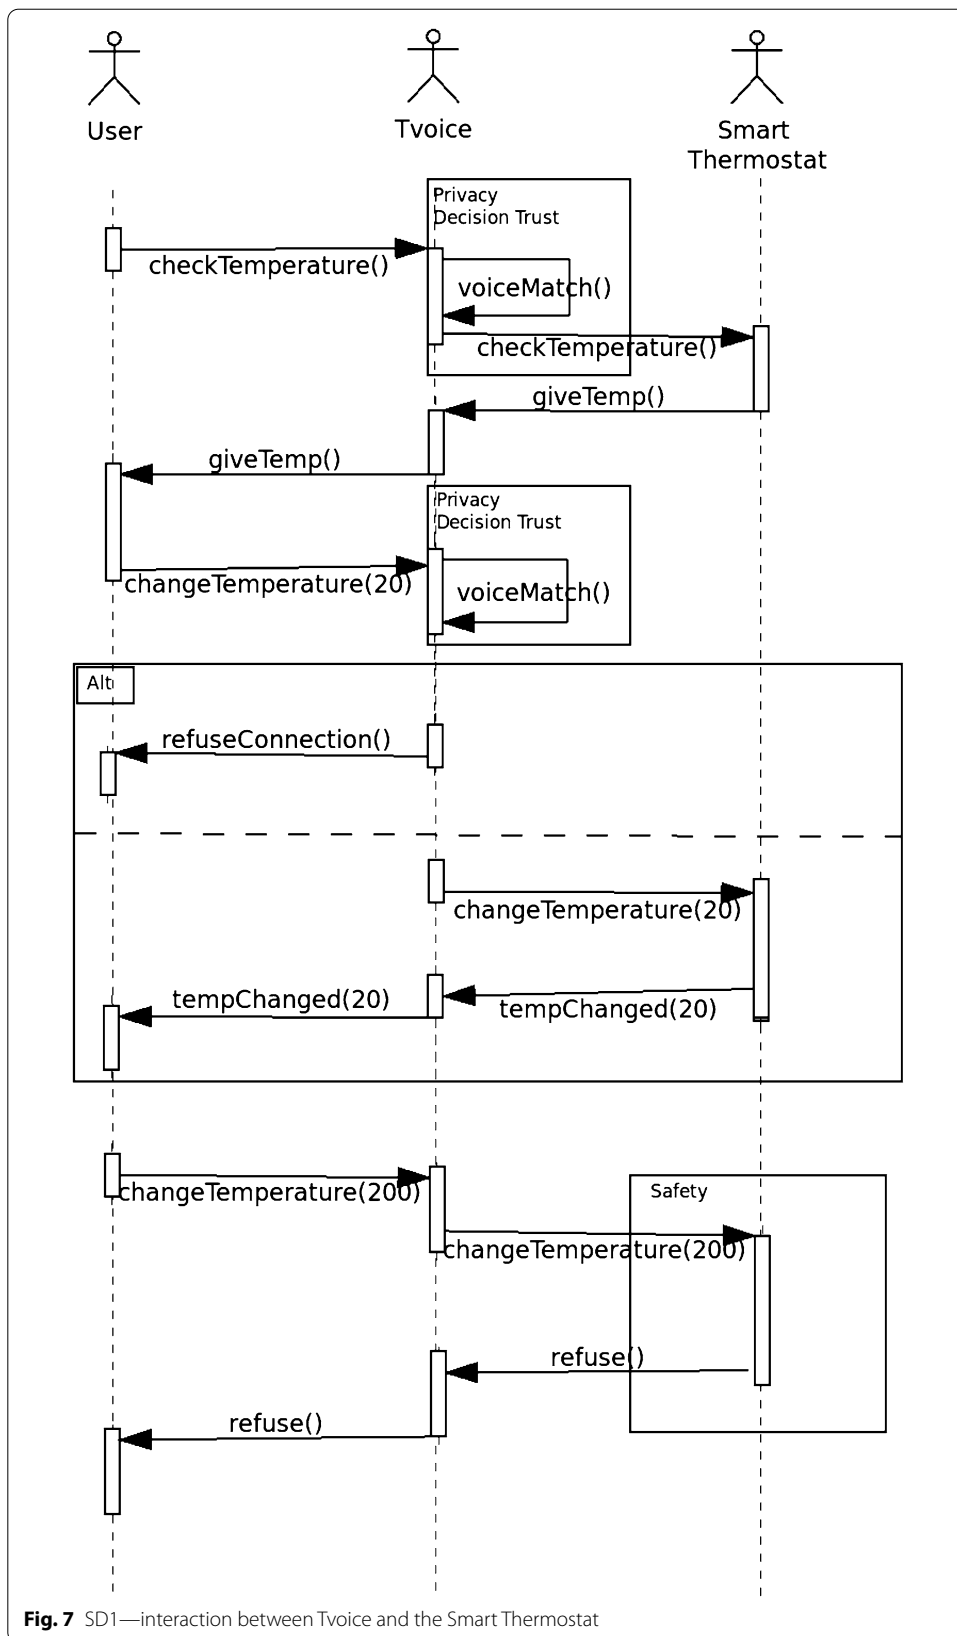 User
Tvoice
Smart
Thermostat
Privacy
Decision Trust
checkTemperature()
voiceMatch()
checkTemperature()
giveTemp()
giveTemp()
Privacy
Decision Trust
changeTemperature(20)
voiceMatch()
Alt
refuseConnection()
changeTemperature(20)
tempChanged(20)
tempChanged(20)
changeTemperature(200)
Safety
changeTemperature(200)
refuse()
refuse()
Fig. 7 SD1—interaction between Tvoice and the Smart Thermostat